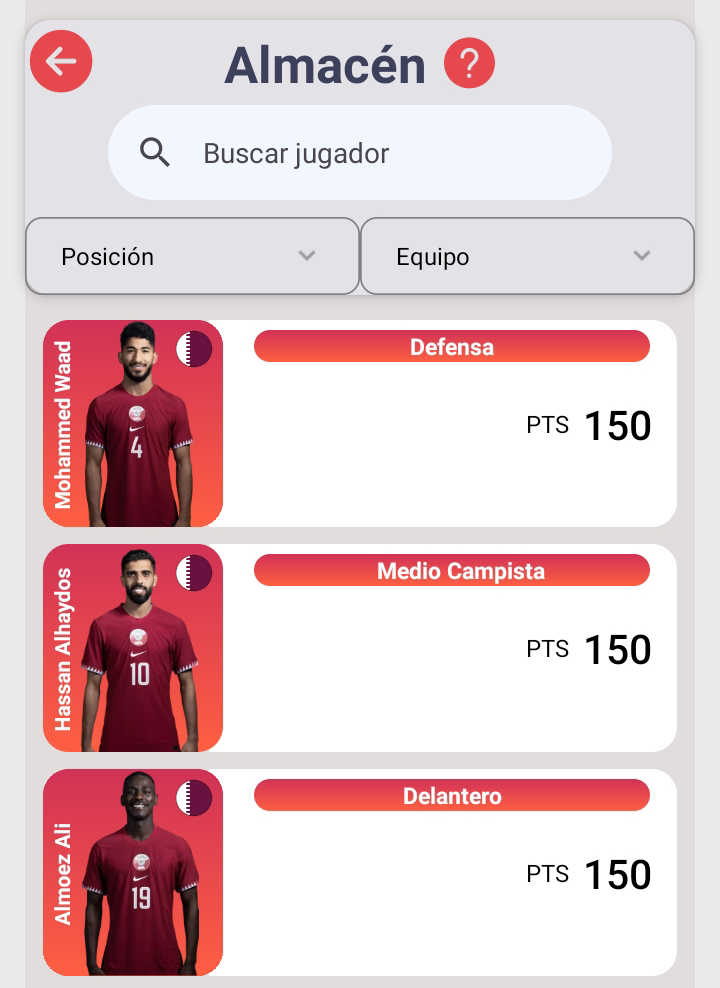 Almacén ?
Buscar jugador
Posición
Equipo
Mohammed Waad
4
Defensa
PTS 150
Hassan Alhaydos
10
Medio Campista
PTS 150
Almoez Ali
19
Delantero
PTS 150